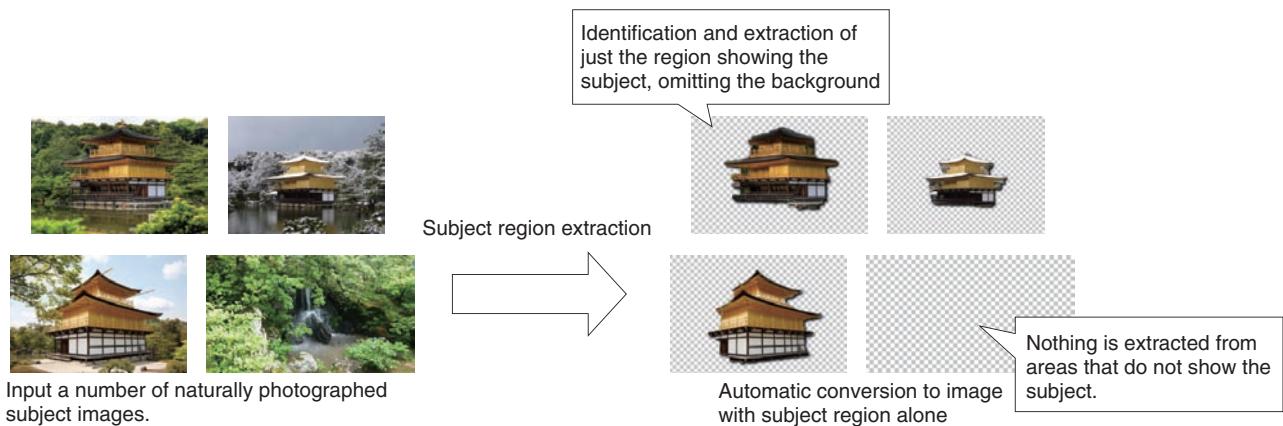 Identification and extraction of
just the region showing the
subject, omitting the background
Subject region extraction
Input a number of naturally photographed
subject images.
Automatic conversion to image
with subject region alone
Nothing is extracted from
areas that do not show the
subject.